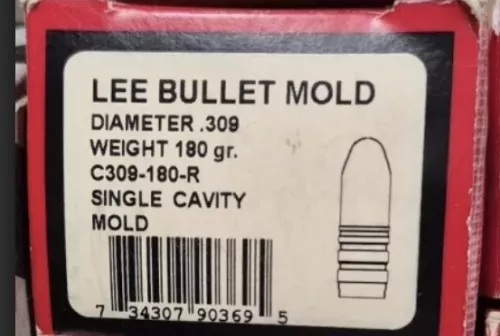 LEE BULLET MOLD
DIAMETER .309
WEIGHT 180 gr.
C309-180-R
SINGLE CAVITY
MOLD
7 34307 90369 5